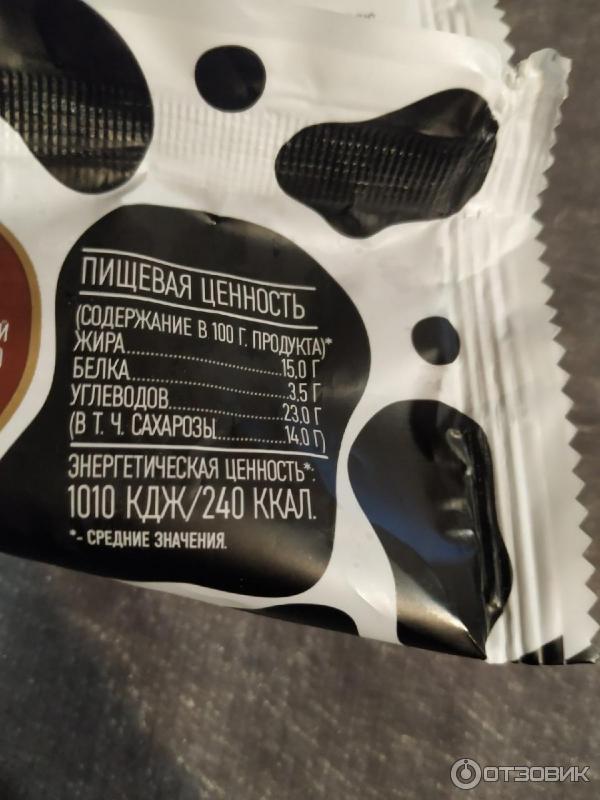 ПИЩЕВАЯ ЦЕННОСТЬ
(СОДЕРЖАНИЕ В 100 Г. ПРОДУКТА)*
ЖИРА....................15,0 Г
БЕЛКА....................3,5 Г
УГЛЕВОДОВ..............23,0 Г
(В Т. Ч. САХАРОЗЫ..........14,0 Г)
ЭНЕРГЕТИЧЕСКАЯ ЦЕННОСТЬ*:
1010 КДЖ/240 ККАЛ.
*- СРЕДНИЕ ЗНАЧЕНИЯ.
ОТЗОВИК